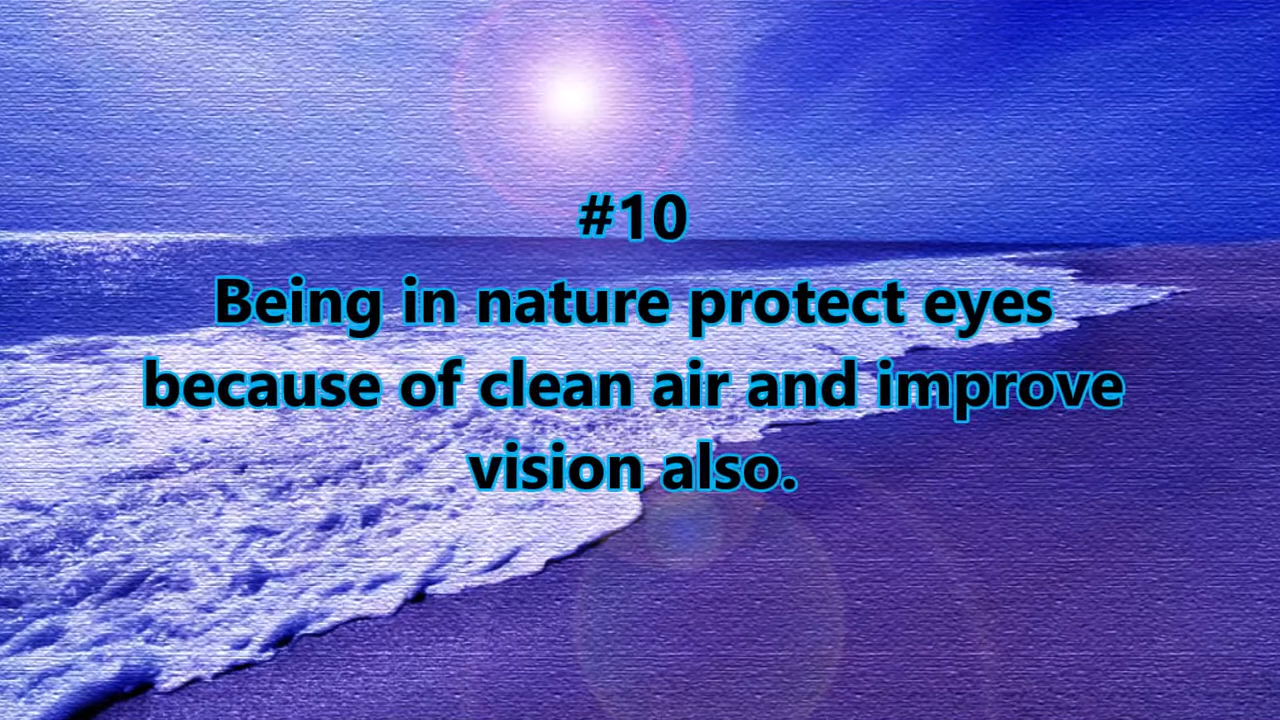 #10
Being in nature protect eyes
because of clean air and improve
vision also.